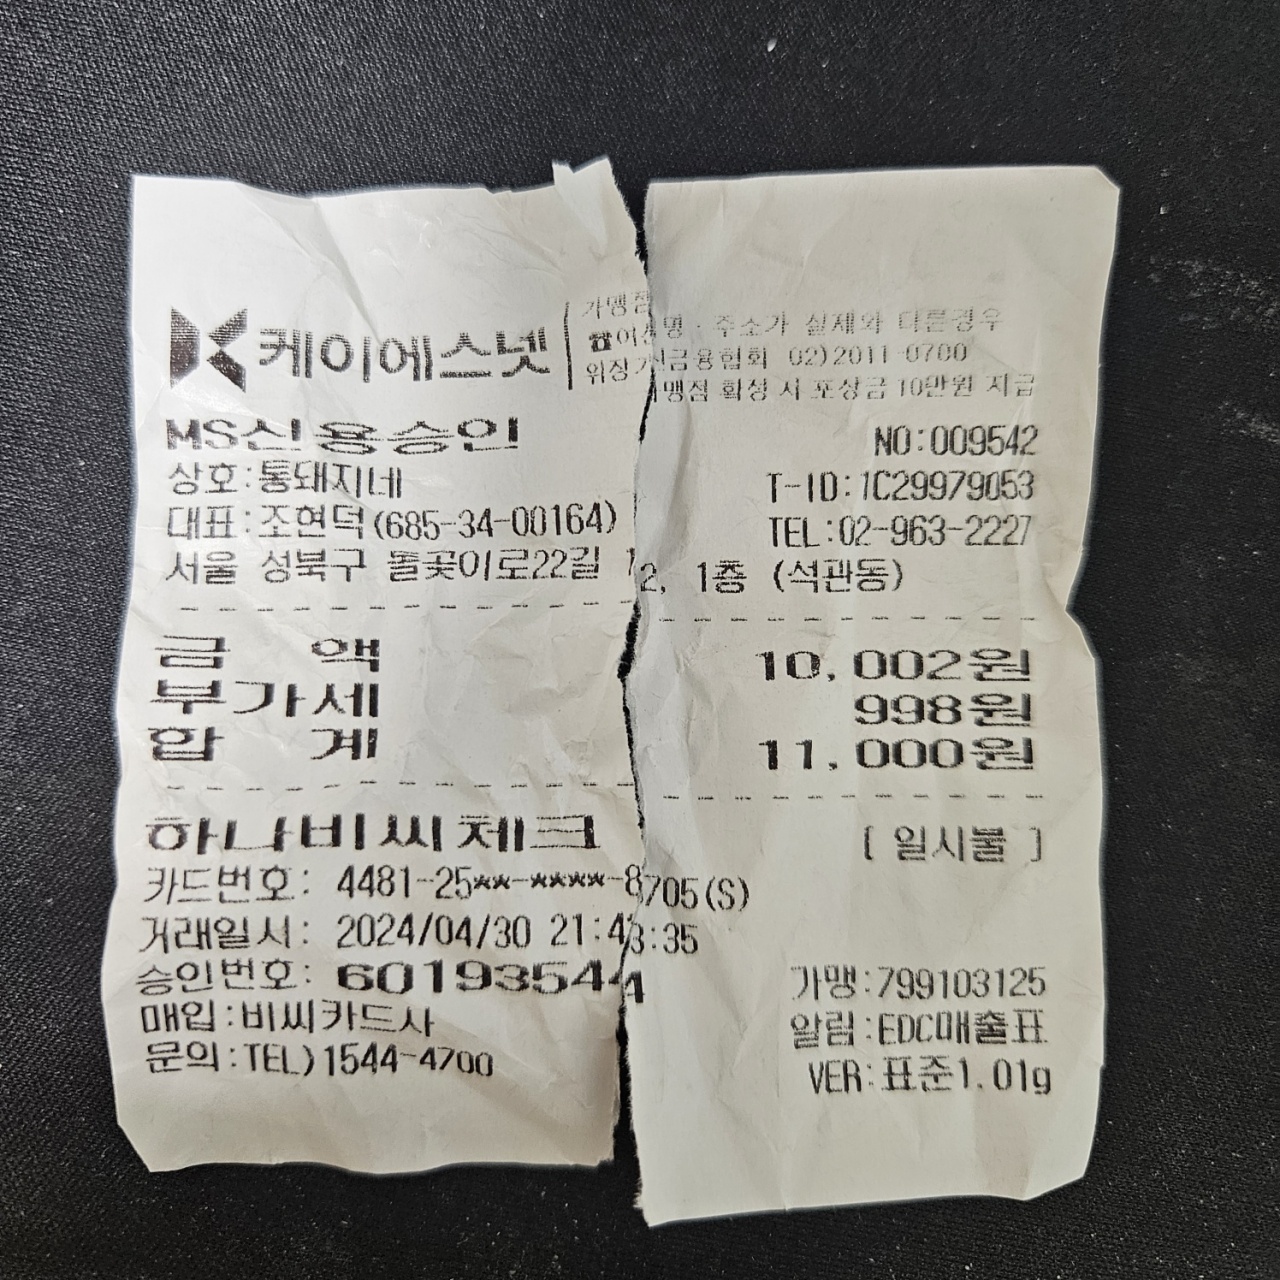 케이에스넷
가맹점명 · 주소가 실제와 다른경우
여신금융협회 02)2011-0700
위장가맹점 확정 시 포상금 10만원 지급
MS신용승인 NO:009542
상호:통돼지네 T-ID:1C29979053
대표:조현덕(685-34-00164) TEL:02-963-2227
서울 성북구 돌곶이로22길 12, 1층 (석관동)
금 액 10,002원
부가세 998원
합 계 11,000원
하나비씨체크 [ 일시불 ]
카드번호: 4481-25**-****-8705(S)
거래일시: 2024/04/30 21:43:35
승인번호: 60193544 가맹:799103125
매입:비씨카드사 알림:EDC매출표
문의:TEL)1544-4700 VER:표준1.01g